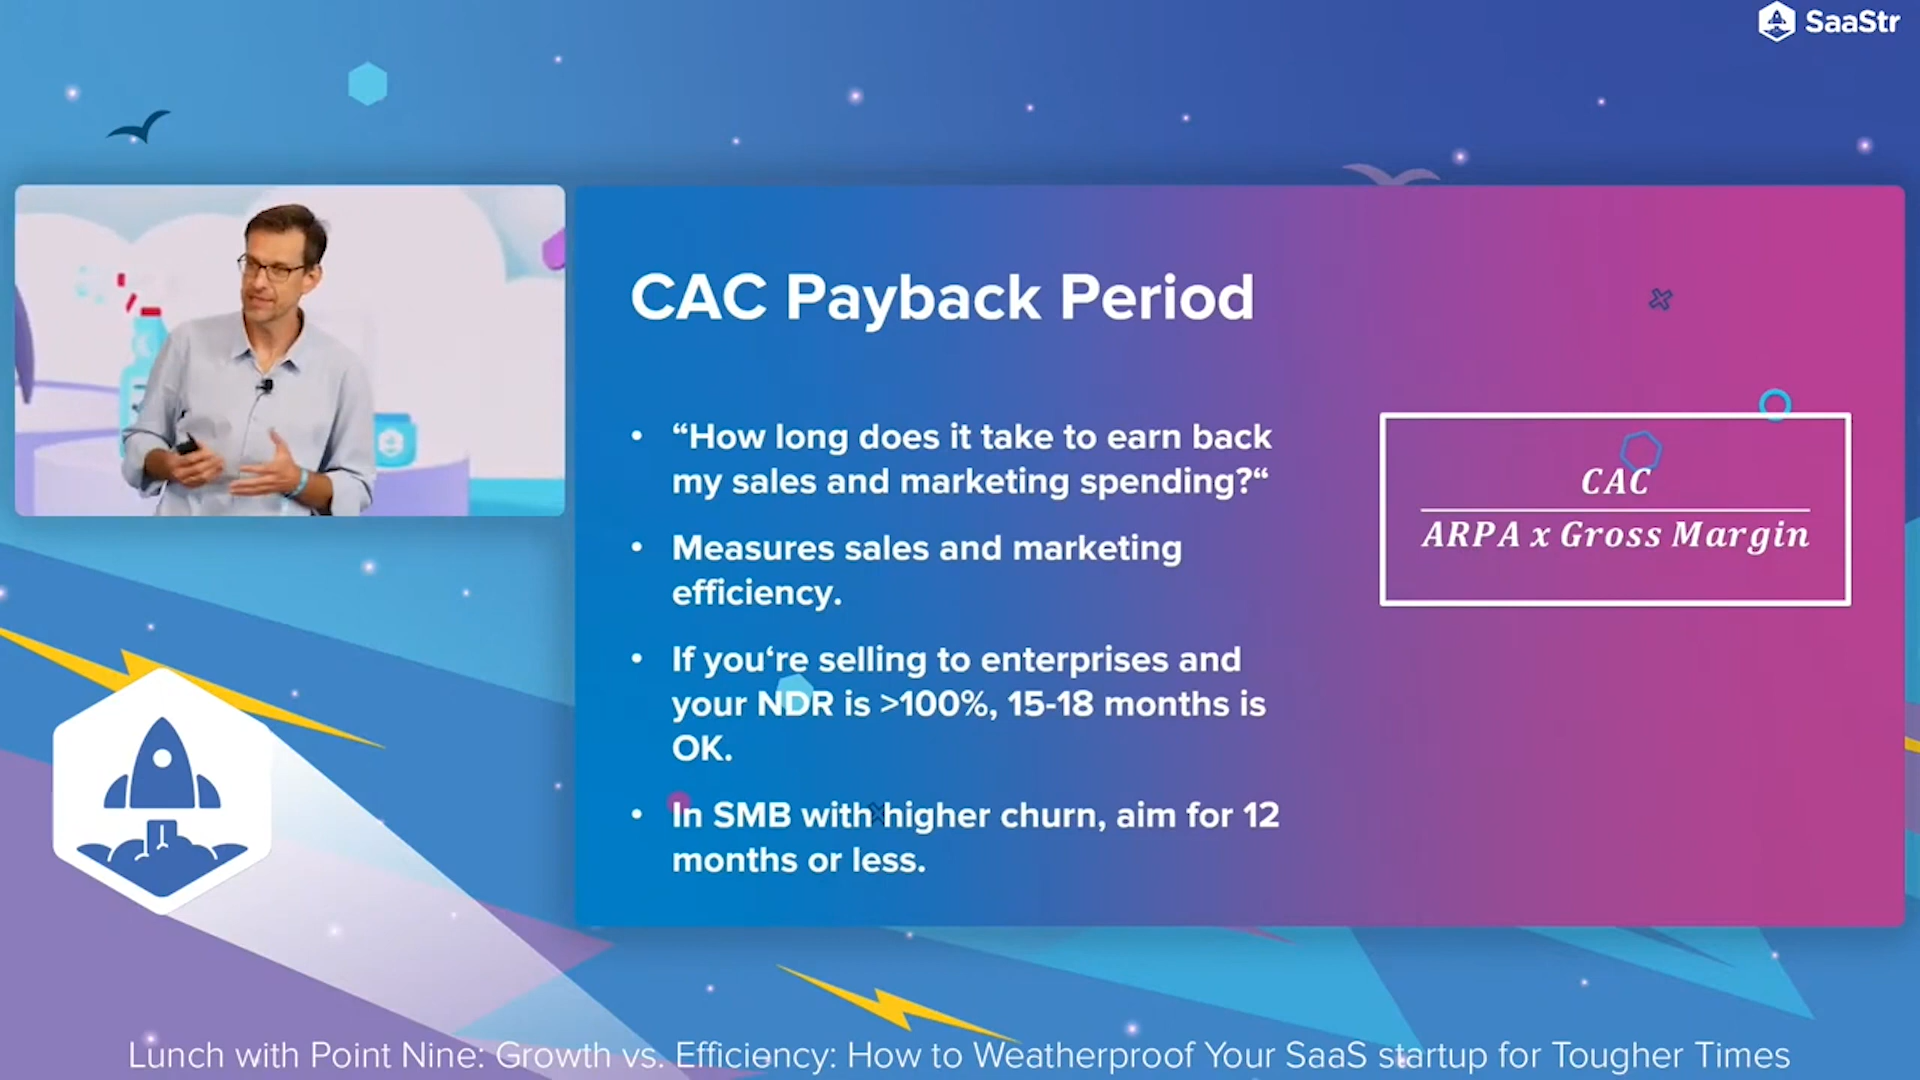 SaaStr
CAC Payback Period
• “How long does it take to earn back
my sales and marketing spending?“
• Measures sales and marketing
efficiency.
• If you‘re selling to enterprises and
your NDR is >100%, 15-18 months is
OK.
• In SMB with higher churn, aim for 12
months or less.
CAC
ARPA x Gross Margin
Lunch with Point Nine: Growth vs. Efficiency: How to Weatherproof Your SaaS startup for Tougher Times